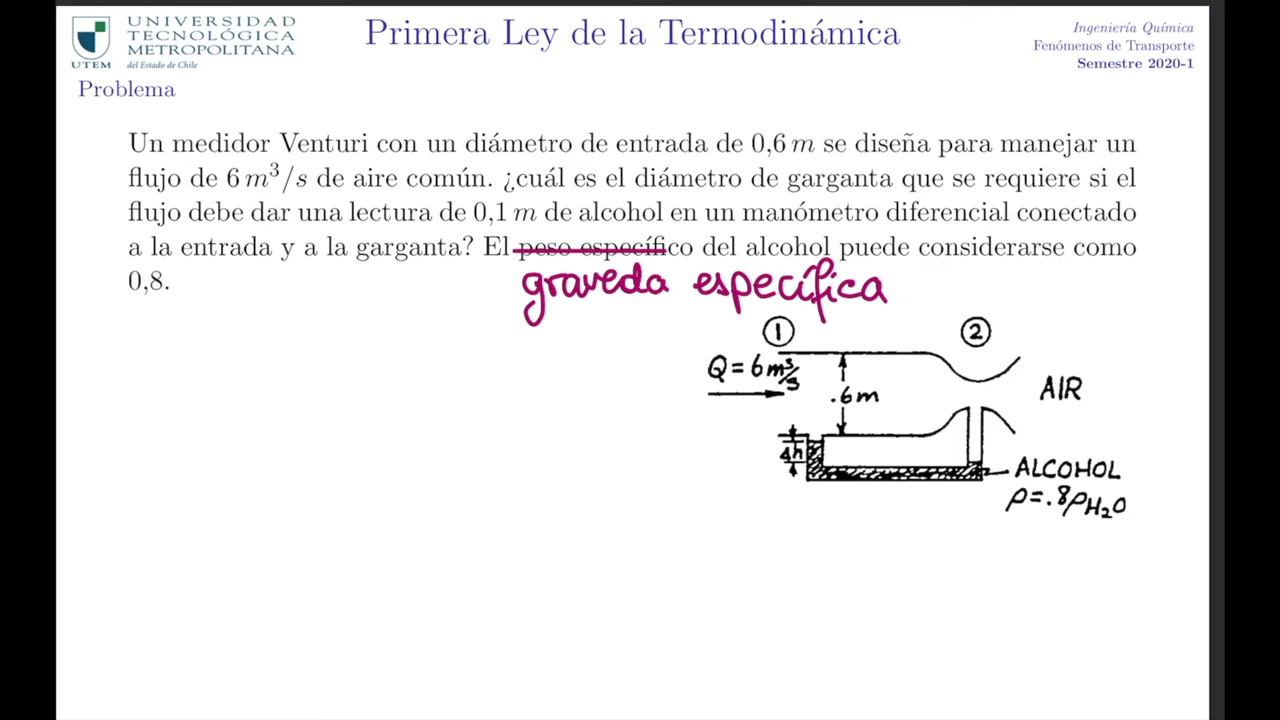 UNIVERSIDAD
TECNOLÓGICA
METROPOLITANA
UTEM
del Estado de Chile
Primera Ley de la Termodinámica
Ingeniería Química
Fenómenos de Transporte
Semestre 2020-1
Problema
Un medidor Venturi con un diámetro de entrada de 0,6 m se diseña para manejar un
flujo de 6 m³/s de aire común. ¿cuál es el diámetro de garganta que se requiere si el
flujo debe dar una lectura de 0,1 m de alcohol en un manómetro diferencial conectado
a la entrada y a la garganta? El peso específico del alcohol puede considerarse como
0,8.
graveda específica
1
2
Q = 6 m³/s
.6m
AIR
Δh
ALCOHOL
ρ=.8ρH₂O